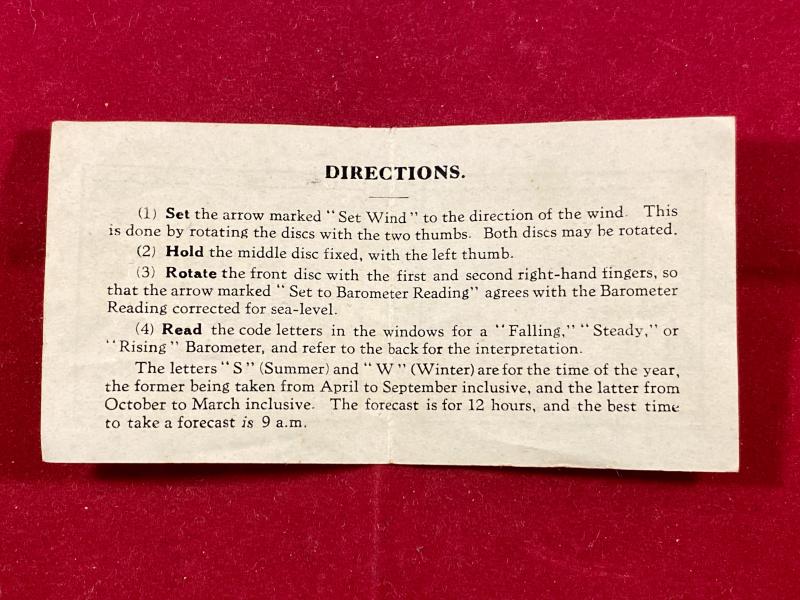 DIRECTIONS.
(1) Set the arrow marked "Set Wind" to the direction of the wind. This
is done by rotating the discs with the two thumbs. Both discs may be rotated.
(2) Hold the middle disc fixed, with the left thumb.
(3) Rotate the front disc with the first and second right-hand fingers, so
that the arrow marked "Set to Barometer Reading" agrees with the Barometer
Reading corrected for sea-level.
(4) Read the code letters in the windows for a "Falling," "Steady," or
"Rising" Barometer, and refer to the back for the interpretation.
The letters "S" (Summer) and "W" (Winter) are for the time of the year,
the former being taken from April to September inclusive, and the latter from
October to March inclusive. The forecast is for 12 hours, and the best time
to take a forecast is 9 a.m.